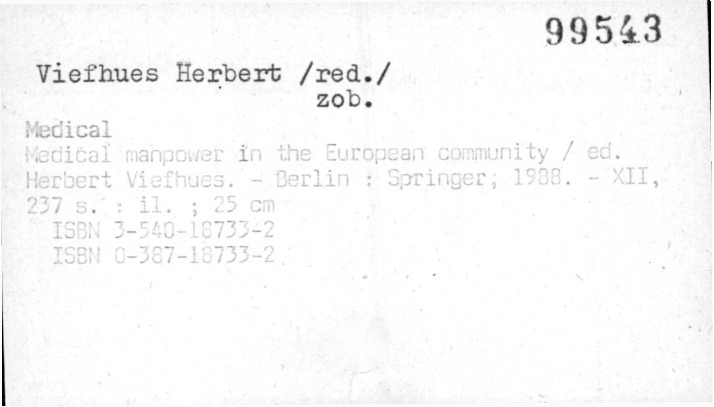 99543
Viefhues Herbert /red./
zob.
Medical
Medical manpower in the European community / ed.
Herbert Viefhues. - Berlin : Springer, 1988. - XII,
237 s. : il. ; 25 cm
ISBN 3-540-18733-2
ISBN 0-387-18733-2